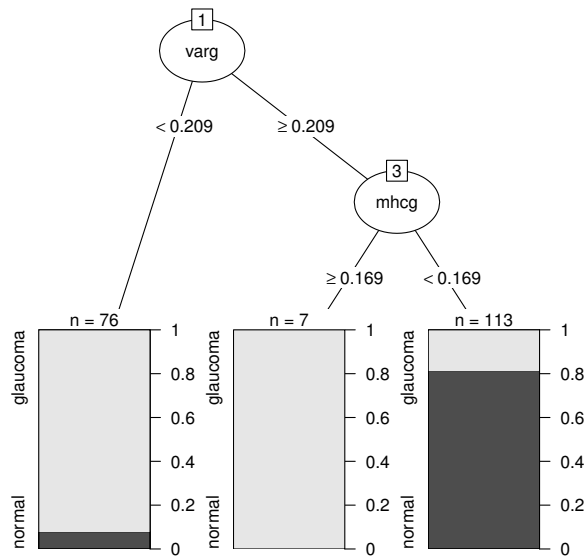 1
varg
< 0.209
≥ 0.209
3
mhcg
≥ 0.169
< 0.169
n = 76
normal
glaucoma
0
0.2
0.4
0.6
0.8
1
n = 7
normal
glaucoma
0
0.2
0.4
0.6
0.8
1
n = 113
normal
glaucoma
0
0.2
0.4
0.6
0.8
1